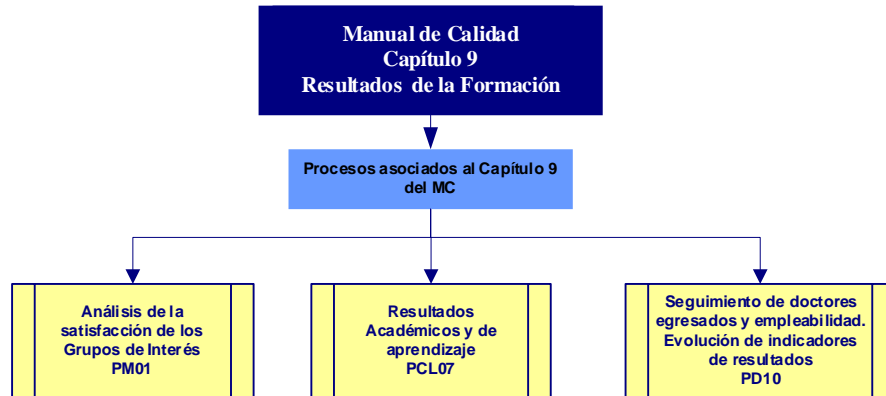 Manual de Calidad
Capítulo 9
Resultados de la Formación
Procesos asociados al Capítulo 9
del MC
Análisis de la
satisfacción de los
Grupos de Interés
PM01
Resultados
Académicos y de
aprendizaje
PCL07
Seguimiento de doctores
egresados y empleabilidad.
Evolución de indicadores
de resultados
PD10